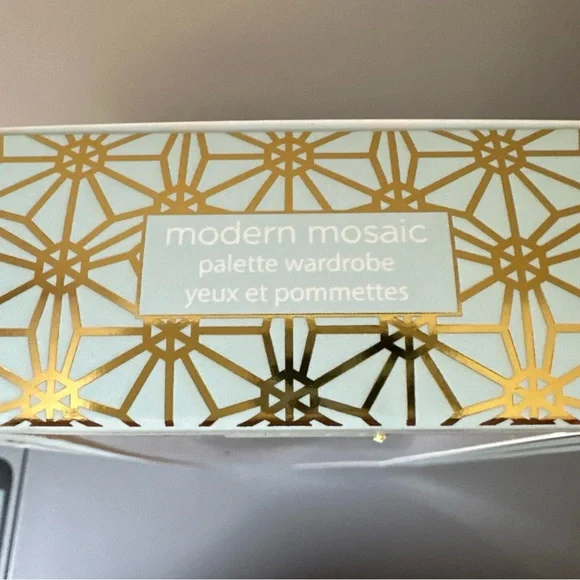 modern mosaic
palette wardrobe
yeux et pommettes